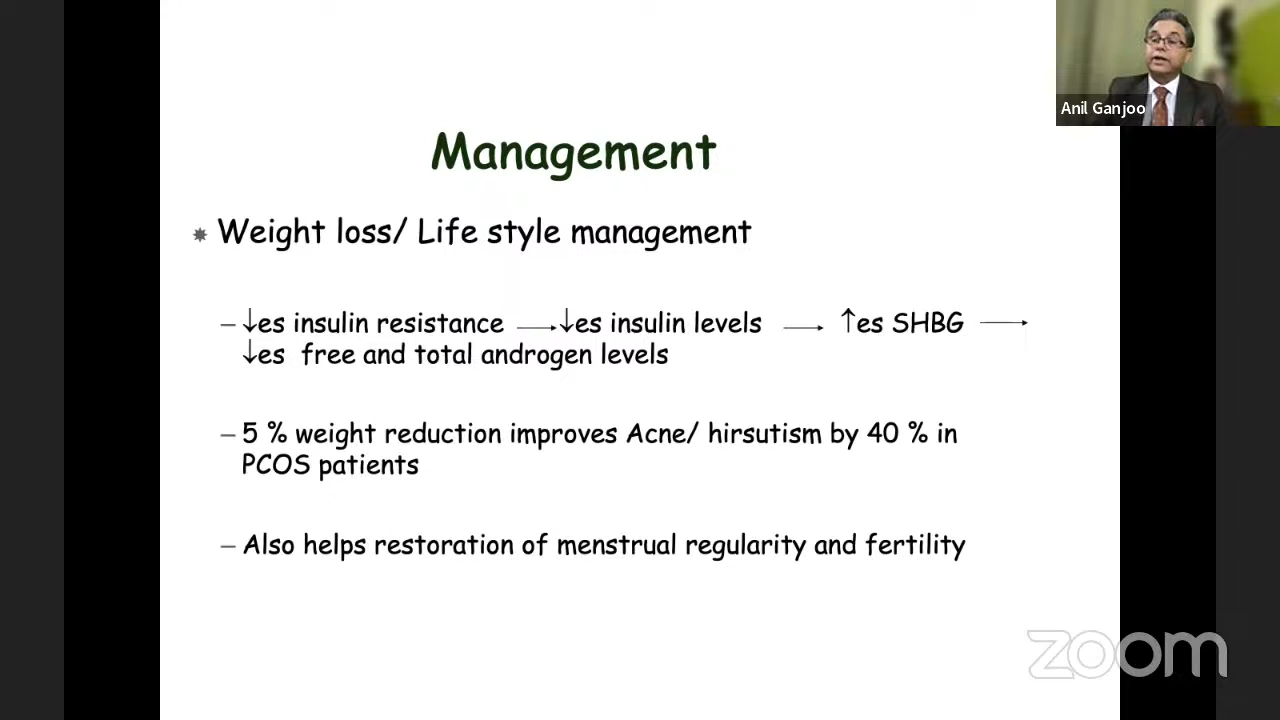 Anil Ganjoo
Management
Weight loss/ Life style management
– ↓es insulin resistance → ↓es insulin levels → ↑es SHBG →
↓es free and total androgen levels
– 5 % weight reduction improves Acne/ hirsutism by 40 % in
PCOS patients
– Also helps restoration of menstrual regularity and fertility
zoom